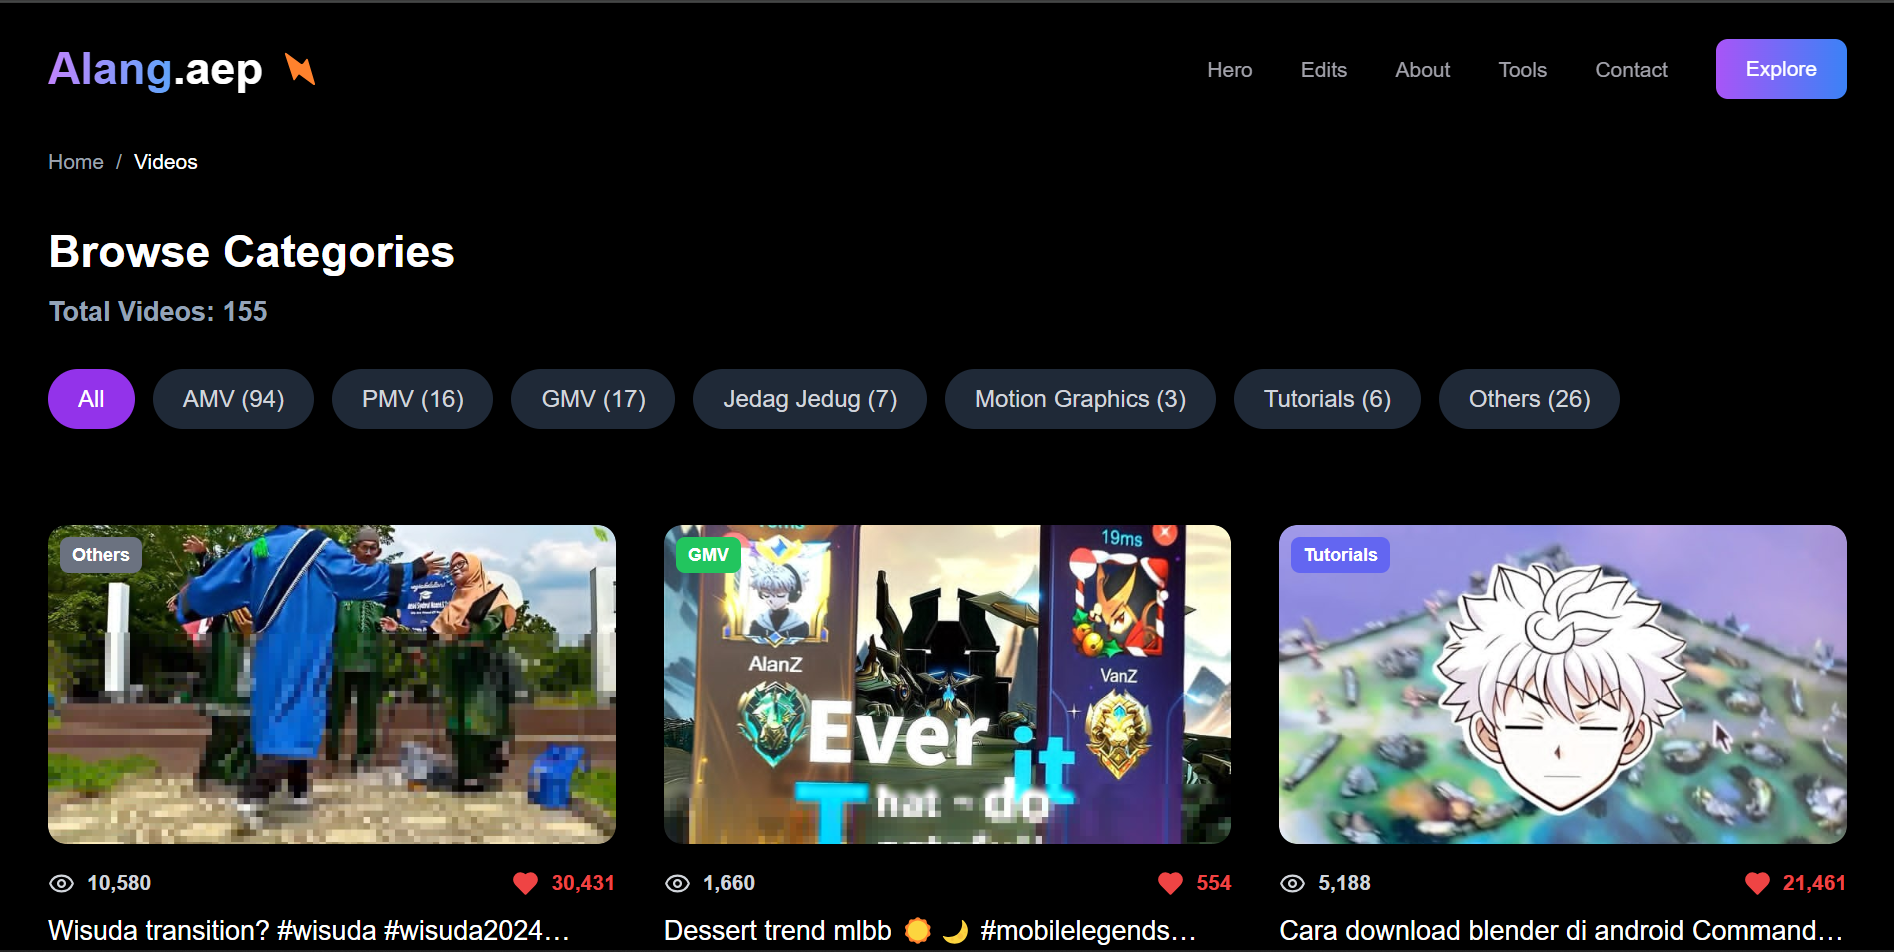 Alang.aep
Hero Edits About Tools Contact Explore
Home / Videos
Browse Categories
Total Videos: 155
All AMV (94) PMV (16) GMV (17) Jedag Jedug (7) Motion Graphics (3) Tutorials (6) Others (26)
Others
GMV
19ms
AlanZ
VanZ
Ever it
That - do
Tutorials
10,580 30,431
1,660 554
5,188 21,461
Wisuda transition? #wisuda #wisuda2024...
Dessert trend mlbb ☀️ 🌙 #mobilelegends...
Cara download blender di android Command...